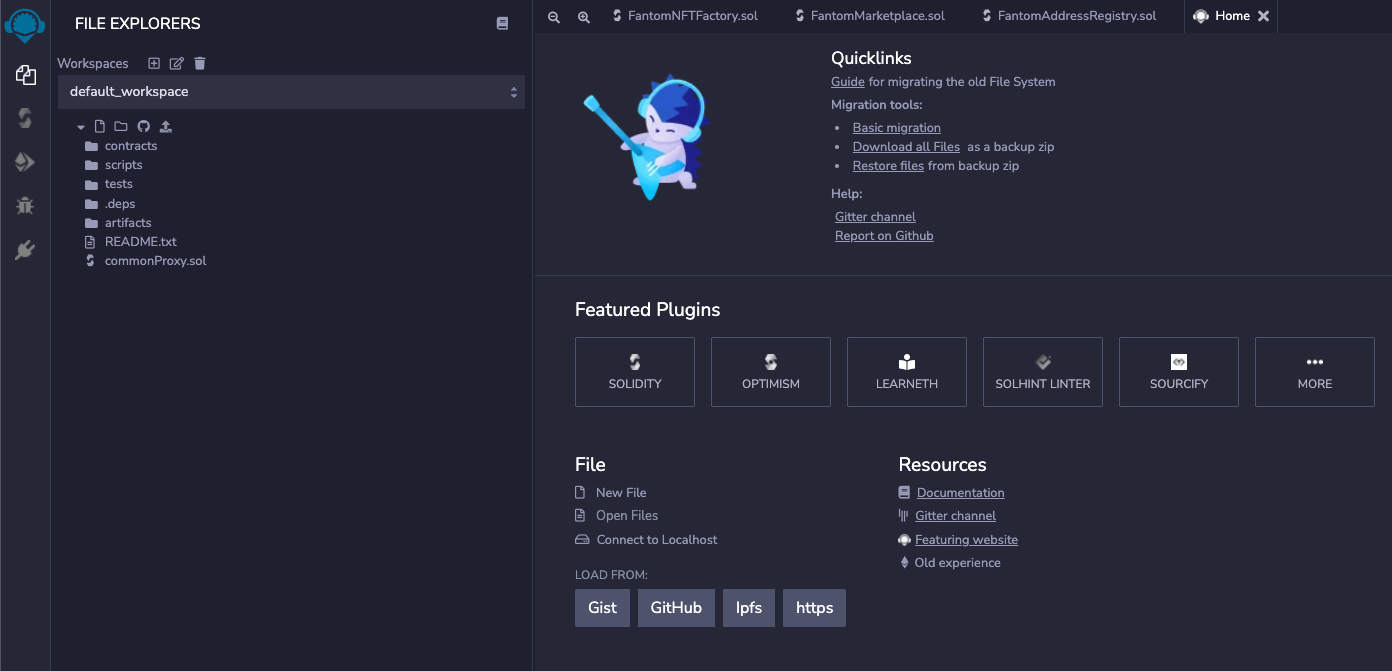 FILE EXPLORERS
Workspaces
default_workspace
contracts
scripts
tests
.deps
artifacts
README.txt
commonProxy.sol
FantomNFTFactory.sol
FantomMarketplace.sol
FantomAddressRegistry.sol
Home
Quicklinks
Guide for migrating the old File System
Migration tools:
Basic migration
Download all Files as a backup zip
Restore files from backup zip
Help:
Gitter channel
Report on Github
Featured Plugins
SOLIDITY
OPTIMISM
LEARNETH
SOLHINT LINTER
SOURCIFY
MORE
File
New File
Open Files
Connect to Localhost
LOAD FROM:
Gist
GitHub
Ipfs
https
Resources
Documentation
Gitter channel
Featuring website
Old experience